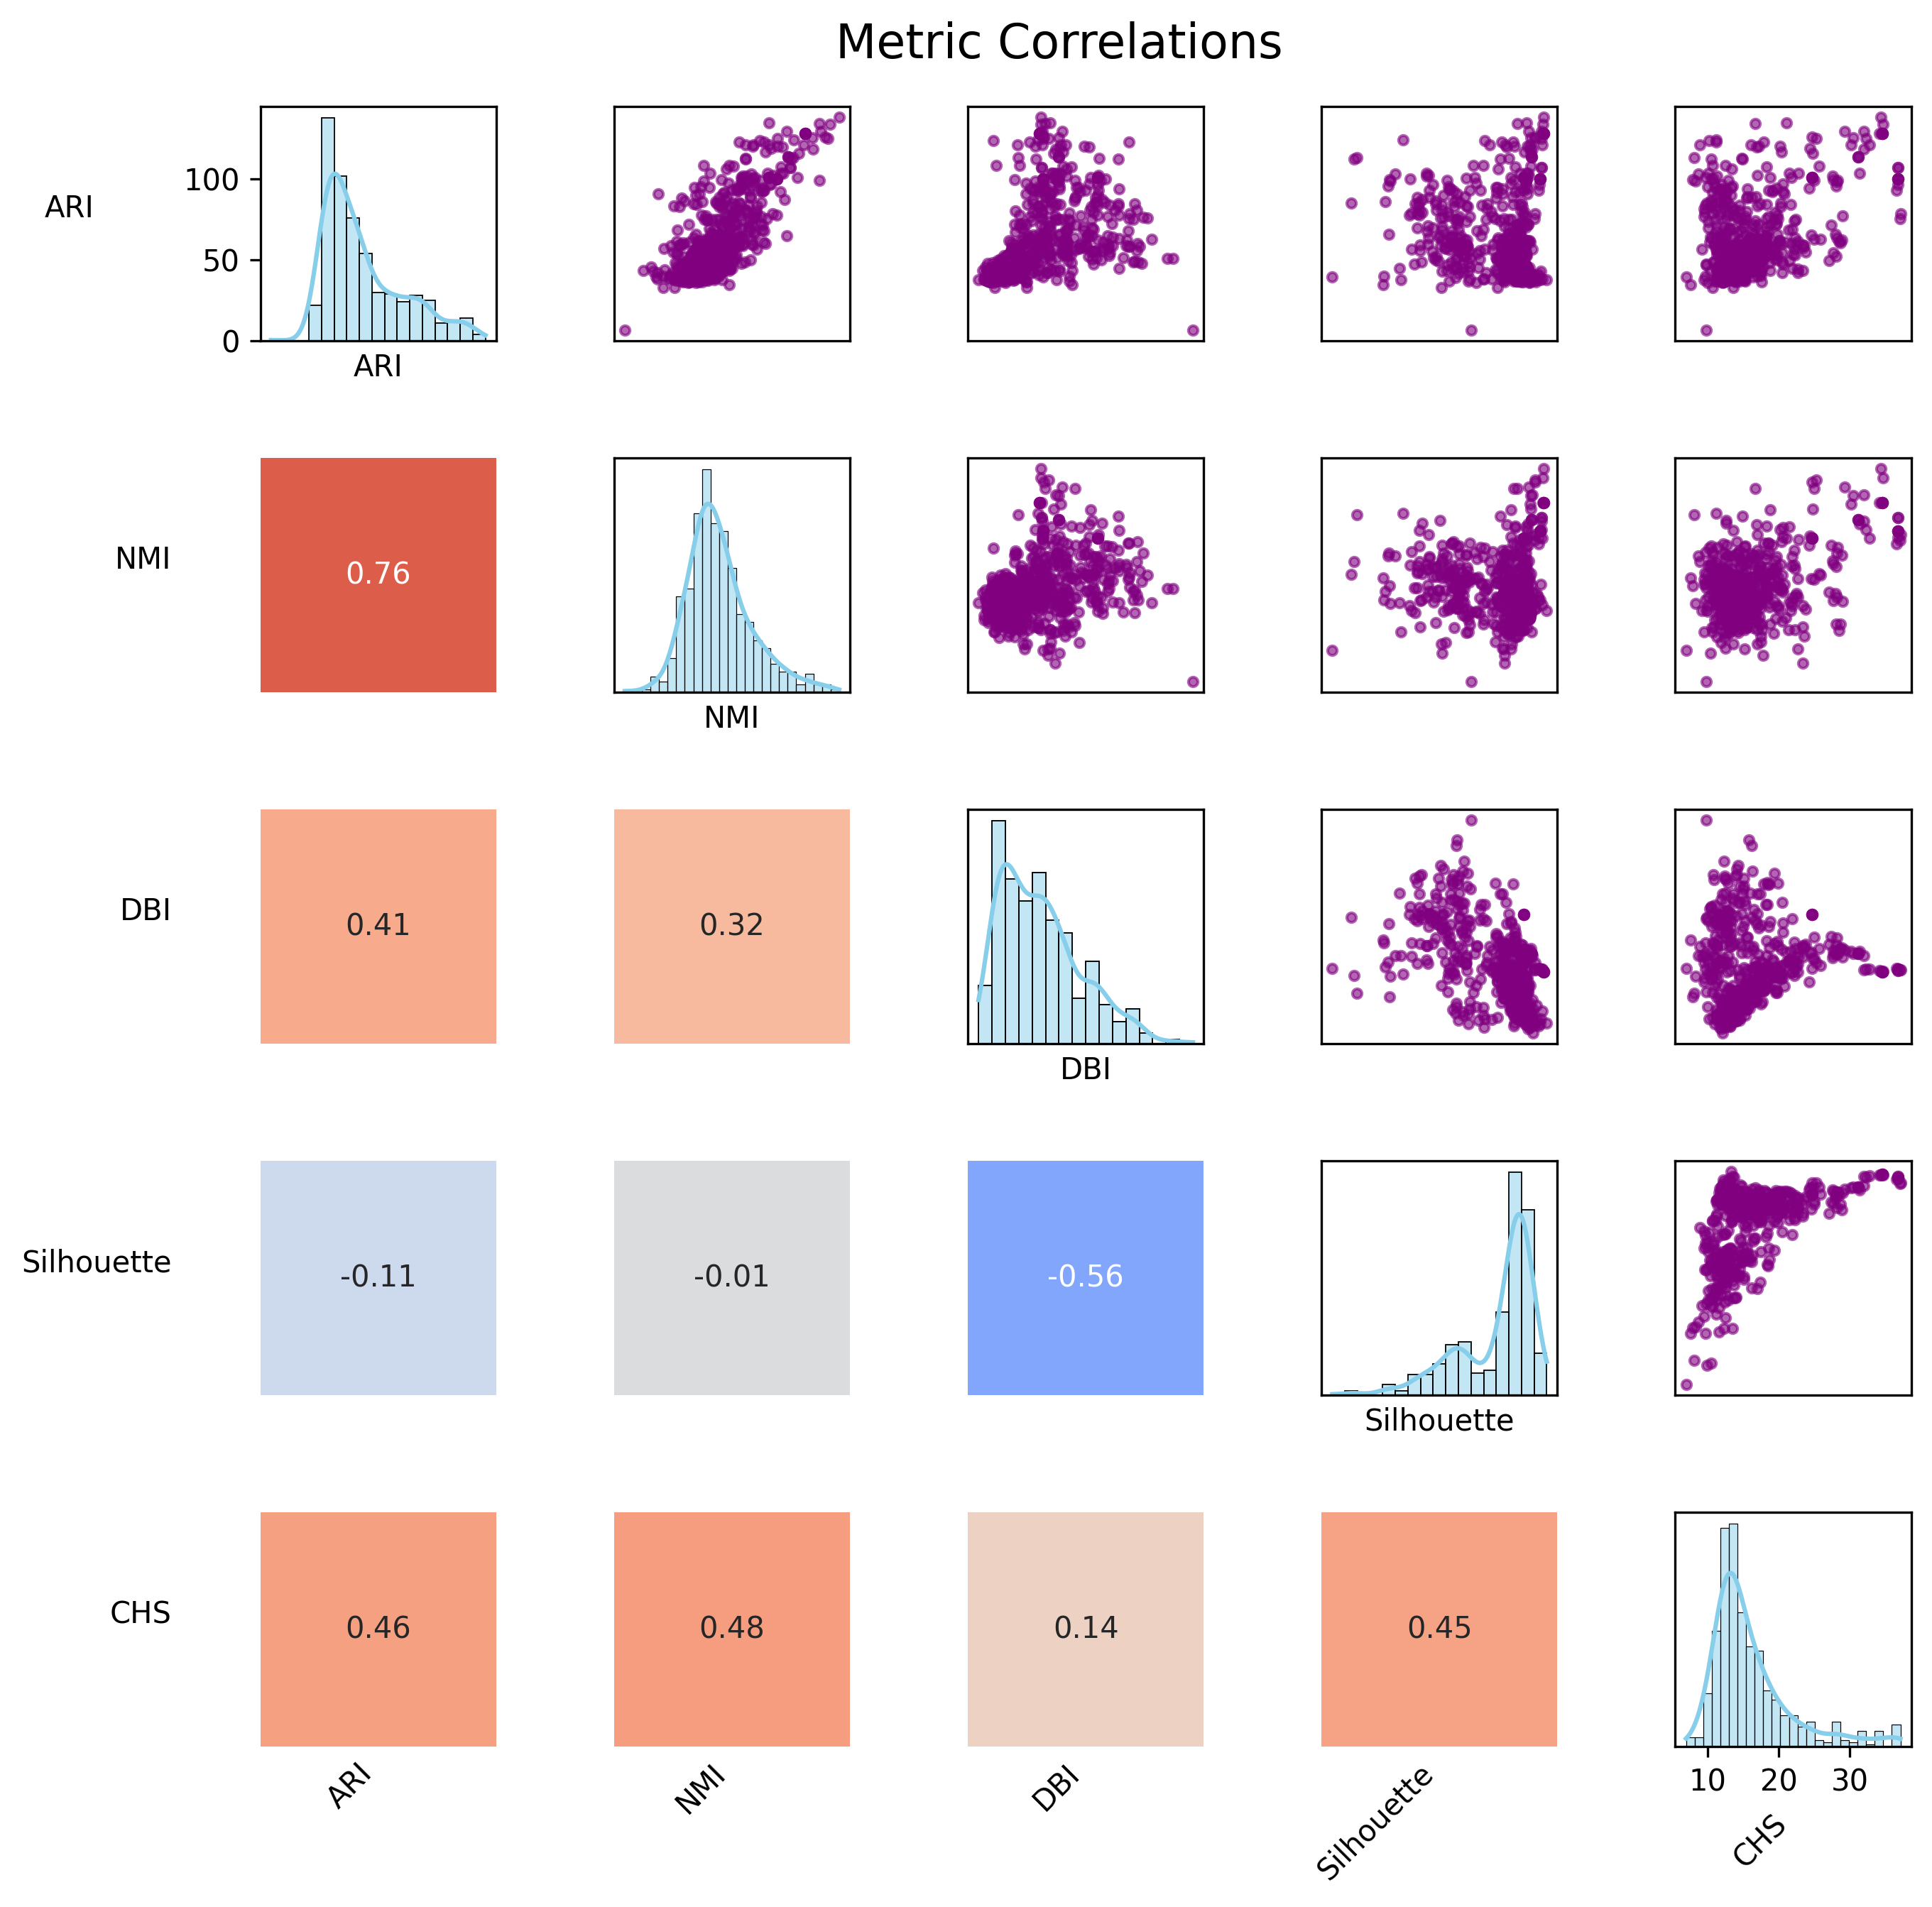 Metric Correlations
ARI
100
50
0
ARI
NMI
0.76
NMI
DBI
0.41
0.32
DBI
Silhouette
-0.11
-0.01
-0.56
Silhouette
CHS
0.46
0.48
0.14
0.45
10 20 30
ARI
NMI
DBI
Silhouette
CHS